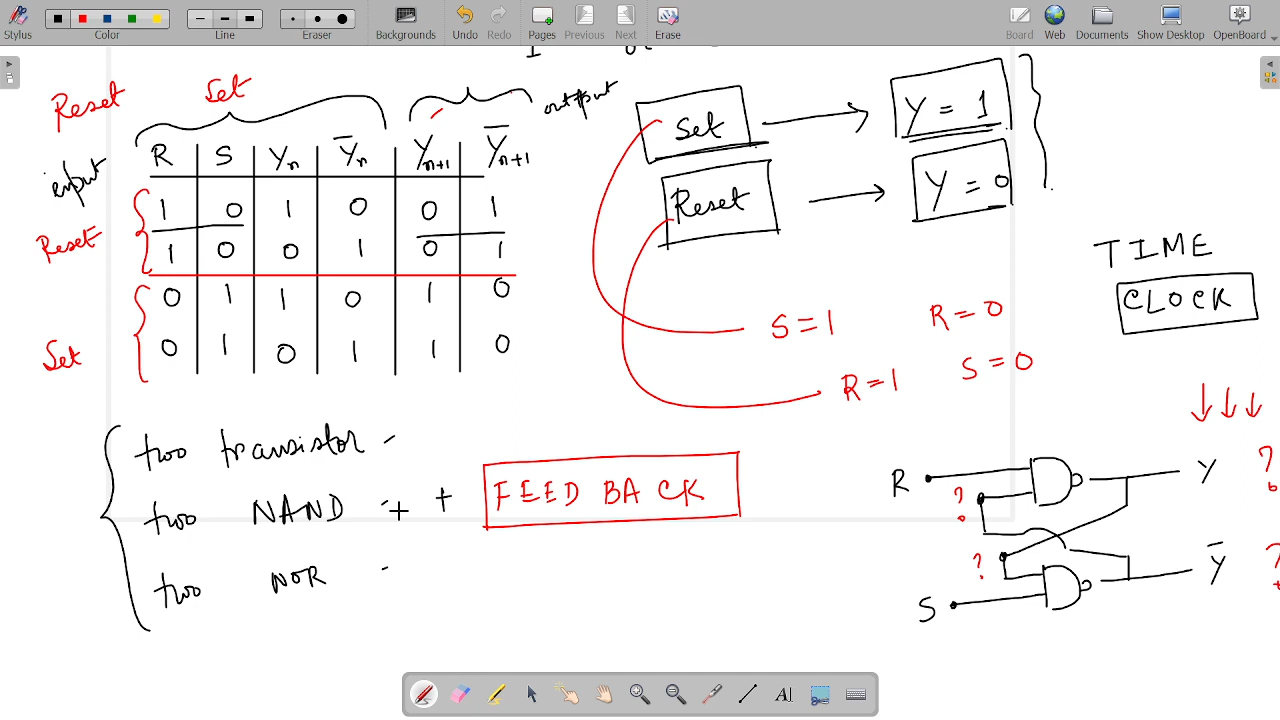 Stylus Color Line Eraser Backgrounds Undo Redo Pages Previous Next Erase Board Web Documents Show Desktop OpenBoard
Reset Set output
input R S Yn Y̅n Yn+1 Y̅n+1
1 0 1 0 0 1
Reset 1 0 0 1 0 1
0 1 1 0 1 0
Set 0 1 0 1 1 0
Set → Y = 1
Reset → Y = 0
S = 1 R = 0
R = 1 S = 0
TIME
CLOCK
two transistor -
two NAND + + FEED BACK
two NOR -
R ? Y ?
? Y̅ ?
S